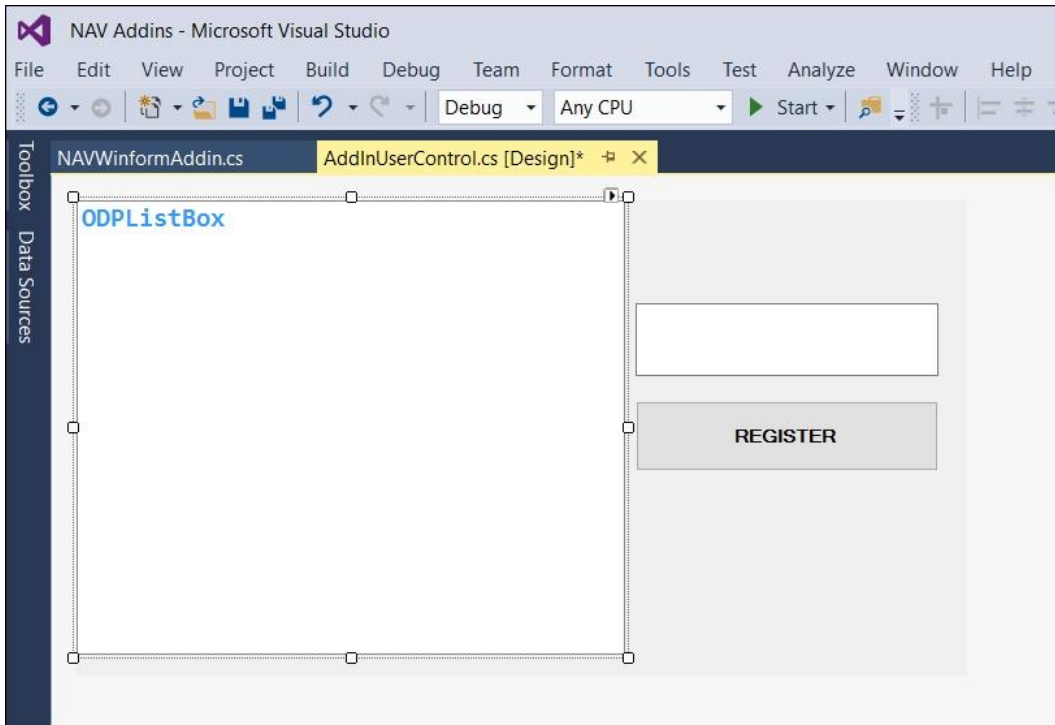 NAV Addins - Microsoft Visual Studio
File Edit View Project Build Debug Team Format Tools Test Analyze Window Help
Debug Any CPU Start
NAVWinformAddin.cs AddInUserControl.cs [Design]*
Toolbox
Data Sources
ODPListBox
REGISTER